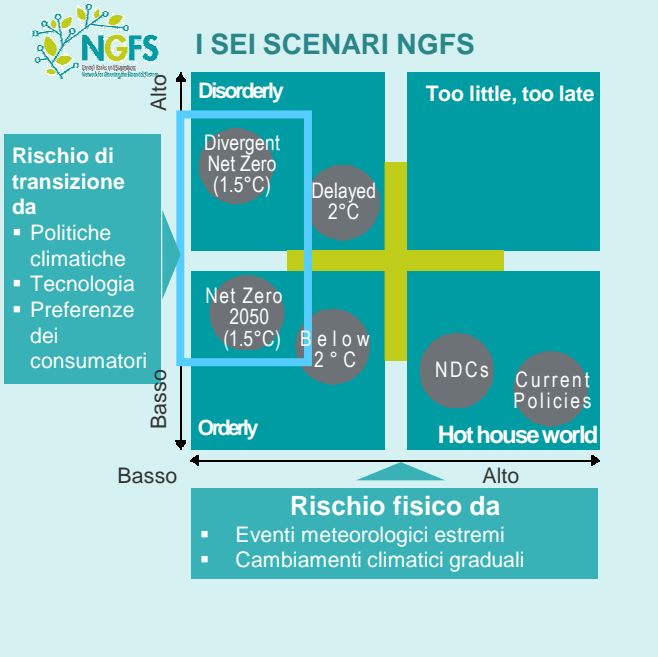 NGFS
I SEI SCENARI NGFS
Alto
Disorderly
Too little, too late
Divergent
Net Zero
(1.5°C)
Delayed
2°C
Rischio di
transizione
da
▪ Politiche
climatiche
▪ Tecnologia
▪ Preferenze
dei
consumatori
Net Zero
2050
(1.5°C)
Below
2°C
NDCs
Current
Policies
Basso
Orderly
Hot house world
Basso
Alto
Rischio fisico da
▪ Eventi meteorologici estremi
▪ Cambiamenti climatici graduali